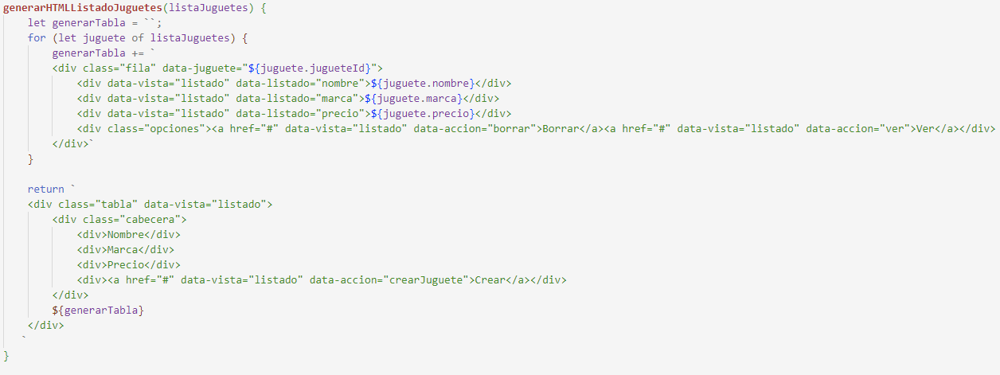 generarHTMLListadoJuguetes(listaJuguetes) {
let generarTabla = ``;
for (let juguete of listaJuguetes) {
generarTabla += `
<div class="fila" data-juguete="${juguete.jugueteId}">
<div data-vista="listado" data-listado="nombre">${juguete.nombre}</div>
<div data-vista="listado" data-listado="marca">${juguete.marca}</div>
<div data-vista="listado" data-listado="precio">${juguete.precio}</div>
<div class="opciones"><a href="#" data-vista="listado" data-accion="borrar">Borrar</a><a href="#" data-vista="listado" data-accion="ver">Ver</a></div>
</div>`
}
return `
<div class="tabla" data-vista="listado">
<div class="cabecera">
<div>Nombre</div>
<div>Marca</div>
<div>Precio</div>
<div><a href="#" data-vista="listado" data-accion="crearJuguete">Crear</a></div>
</div>
${generarTabla}
</div>
`
}